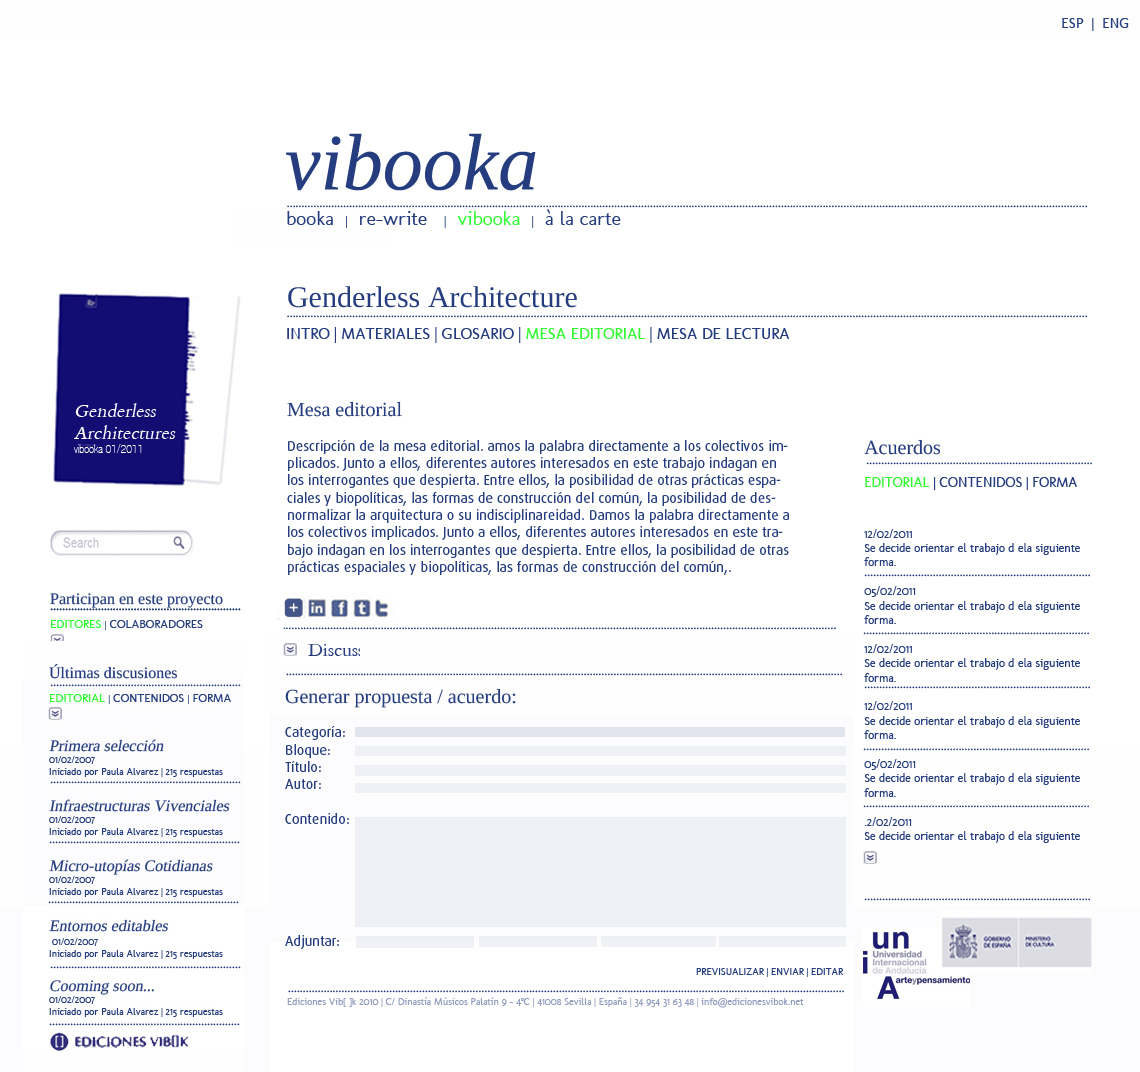 ESP | ENG
vibooka
booka | re-write | vibooka | à la carte
Genderless Architecture
INTRO | MATERIALES | GLOSARIO | MESA EDITORIAL | MESA DE LECTURA
Genderless
Architectures
vibooka 01/2011
Search
Participan en este proyecto
EDITORES | COLABORADORES
Últimas discusiones
EDITORIAL | CONTENIDOS | FORMA
Primera selección
01/02/2007
Iniciado por Paula Alvarez | 215 respuestas
Infraestructuras Vivenciales
01/02/2007
Iniciado por Paula Alvarez | 215 respuestas
Micro-utopías Cotidianas
01/02/2007
Iniciado por Paula Alvarez | 215 respuestas
Entornos editables
01/02/2007
Iniciado por Paula Alvarez | 215 respuestas
Cooming soon...
01/02/2007
Iniciado por Paula Alvarez | 215 respuestas
EDICIONES VIB[ ]K
Mesa editorial
Descripción de la mesa editorial. amos la palabra directamente a los colectivos im-
plicados. Junto a ellos, diferentes autores interesados en este trabajo indagan en
los interrogantes que despierta. Entre ellos, la posibilidad de otras prácticas espa-
ciales y biopolíticas, las formas de construcción del común, la posibilidad de des-
normalizar la arquitectura o su indisciplinareidad. Damos la palabra directamente a
los colectivos implicados. Junto a ellos, diferentes autores interesados en este tra-
bajo indagan en los interrogantes que despierta. Entre ellos, la posibilidad de otras
prácticas espaciales y biopolíticas, las formas de construcción del común,.
Discus
Generar propuesta / acuerdo:
Categoría:
Bloque:
Título:
Autor:
Contenido:
Adjuntar:
PREVISUALIZAR | ENVIAR | EDITAR
Ediciones Vib[ ]k 2010 | C/ Dinastía Músicos Palatín 9 - 4ºC | 41008 Sevilla | España | 34 954 31 63 48 | info@edicionesvibok.net
Acuerdos
EDITORIAL | CONTENIDOS | FORMA
12/02/2011
Se decide orientar el trabajo d ela siguiente
forma.
05/02/2011
Se decide orientar el trabajo d ela siguiente
forma.
12/02/2011
Se decide orientar el trabajo d ela siguiente
forma.
12/02/2011
Se decide orientar el trabajo d ela siguiente
forma.
05/02/2011
Se decide orientar el trabajo d ela siguiente
forma.
.2/02/2011
Se decide orientar el trabajo d ela siguiente
un
i Universidad
Internacional
de Andalucía
Aarteypensamiento
GOBIERNO
DE ESPAÑA
MINISTERIO
DE CULTURA